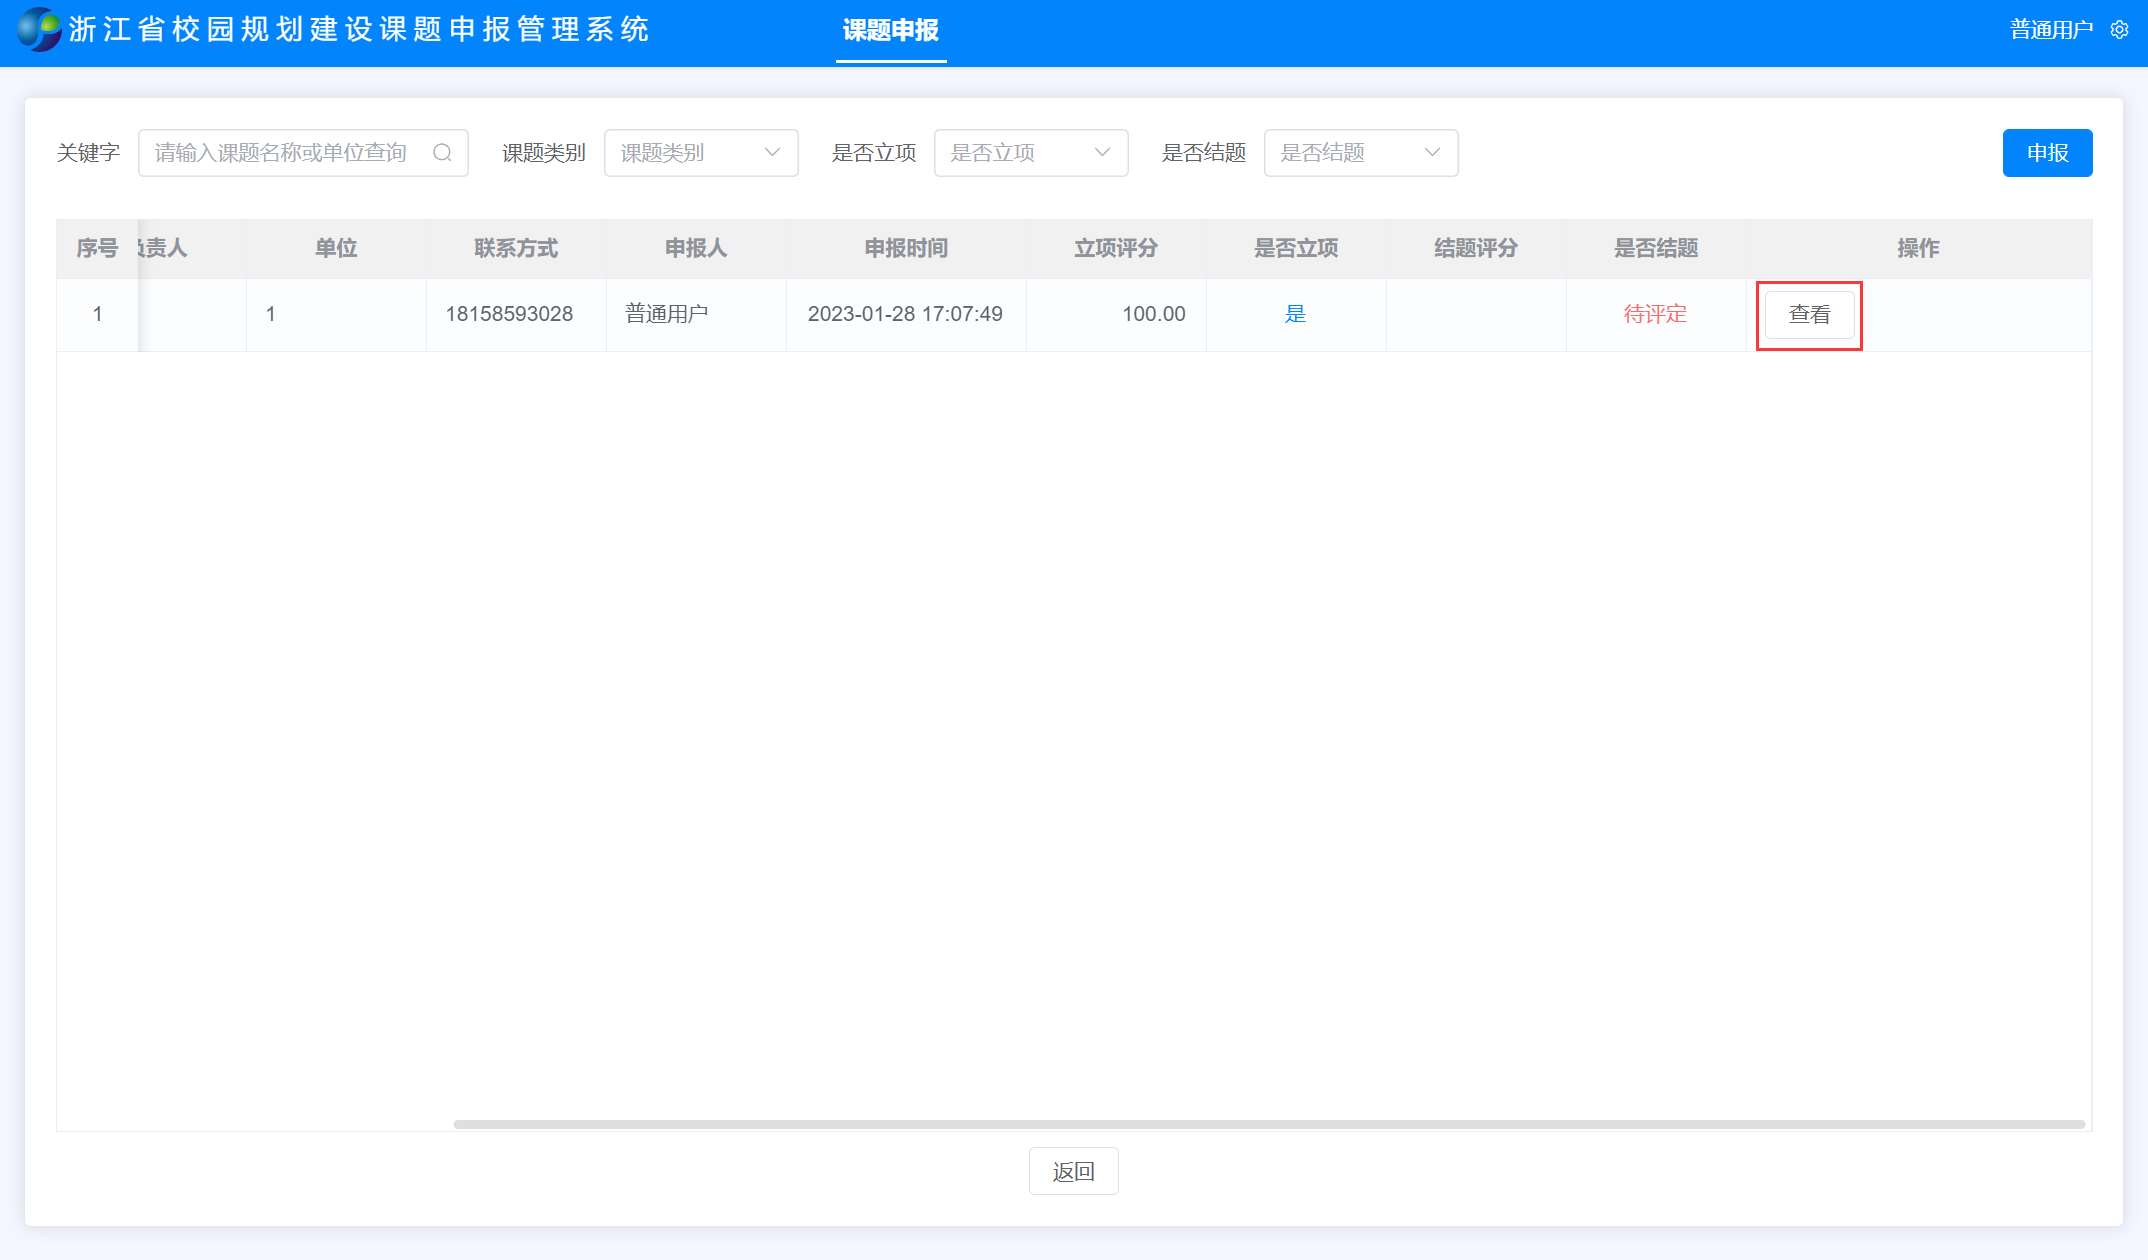 浙江省校园规划建设课题申报管理系统
课题申报
普通用户
关键字 请输入课题名称或单位查询 课题类别 课题类别 是否立项 是否立项 是否结题 是否结题 申报
序号 责人 单位 联系方式 申报人 申报时间 立项评分 是否立项 结题评分 是否结题 操作
1 1 18158593028 普通用户 2023-01-28 17:07:49 100.00 是 待评定 查看
返回